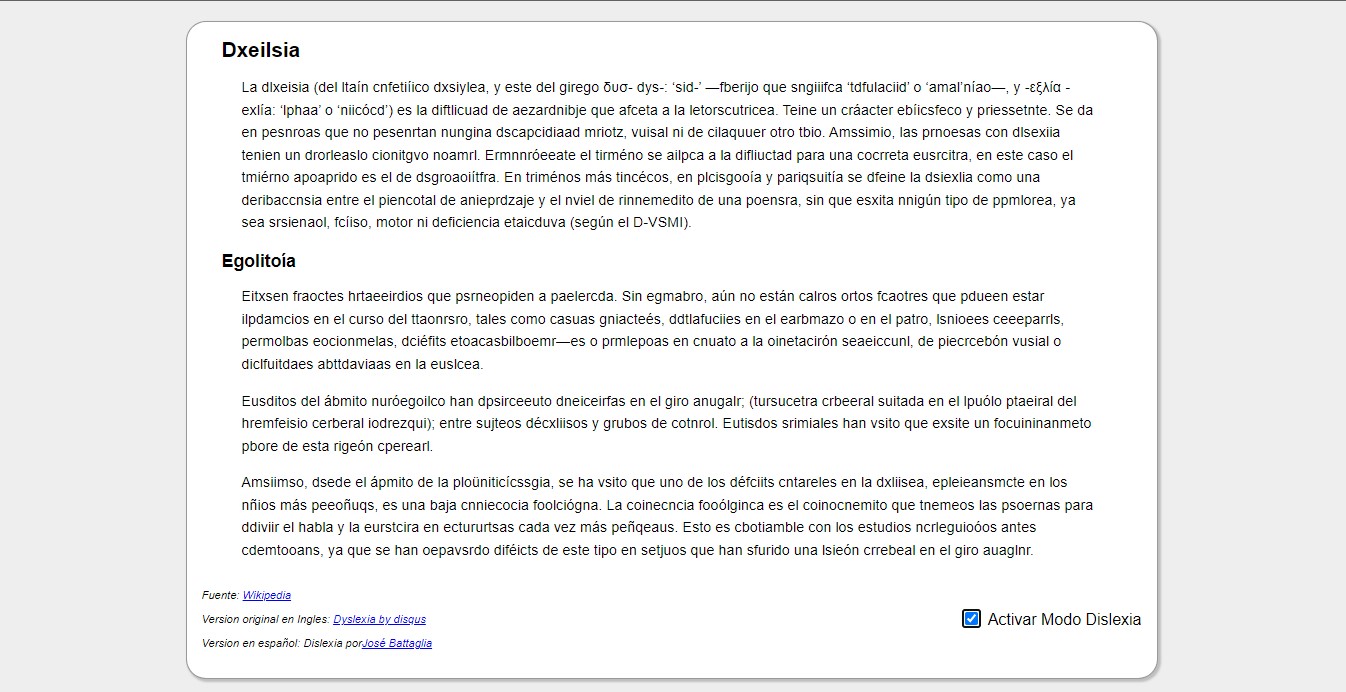 Dxeilsia
La dlxeisia (del ltaín cnfetiíico dxsiylea, y este del girego δυσ- dys-: ‘sid-’ —fberijo que sngiiifca ‘tdfulaciid’ o ‘amal’níao—, y -εξλία -
exlía: ‘lphaa’ o ‘niicócd’) es la diftlicuad de aezardnibje que afceta a la letorscutricea. Teine un cráacter ebíicsfeco y priessetnte. Se da
en pesnroas que no pesenrtan nungina dscapcidiaad mriotz, vuisal ni de cilaquuer otro tbio. Amssimio, las prnoesas con dlsexiia
tenien un drorleaslo cionitgvo noamrl. Ermnnróeeate el tirméno se ailpca a la difliuctad para una cocrreta eusrcitra, en este caso el
tmiérno apoaprido es el de dsgroaoiítfra. En triménos más tincécos, en plcisgooía y pariqsuitía se dfeine la dsiexlia como una
deribaccnsia entre el piencotal de anieprdzaje y el nviel de rinnemedito de una poensra, sin que esxita nnigún tipo de ppmlorea, ya
sea srsienaol, fcíiso, motor ni deficiencia etaicduva (según el D-VSMI).
Egolitoía
Eitxsen fraoctes hrtaeeirdios que psrneopiden a paelercda. Sin egmabro, aún no están calros ortos fcaotres que pdueen estar
ilpdamcios en el curso del ttaonrsro, tales como casuas gniacteés, ddtlafuciies en el earbmazo o en el patro, lsnioees ceeeparrls,
permolbas eocionmelas, dciéfits etoacasbilboemr—es o prmlepoas en cnuato a la oinetacirón seaeiccunl, de piecrcebón vusial o
diclfuitdaes abttdaviaas en la euslcea.
Eusditos del ábmito nuróegoilco han dpsirceeuto dneiceirfas en el giro anugalr; (tursucetra crbeeral suitada en el lpuólo ptaeiral del
hremfeisio cerberal iodrezqui); entre sujteos décxliisos y grubos de cotnrol. Eutisdos srimiales han vsito que exsite un focuininanmeto
pbore de esta rigeón cperearl.
Amsiimso, dsede el ápmito de la ploüniticícssgia, se ha vsito que uno de los défciits cntareles en la dxliisea, epleieansmcte en los
nñios más peeoñuqs, es una baja cnniecocia foolciógna. La coinecncia fooólginca es el coinocnemito que tnemeos las psoernas para
ddiviir el habla y la eurstcira en ectururtsas cada vez más peñqeaus. Esto es cbotiamble con los estudios ncrleguioóos antes
cdemtooans, ya que se han oepavsrdo diféicts de este tipo en setjuos que han sfurido una lsieón crrebeal en el giro auaglnr.
Fuente: Wikipedia
Version original en Ingles: Dyslexia by disqus
Activar Modo Dislexia
Version en español: Dislexia porJosé Battaglia